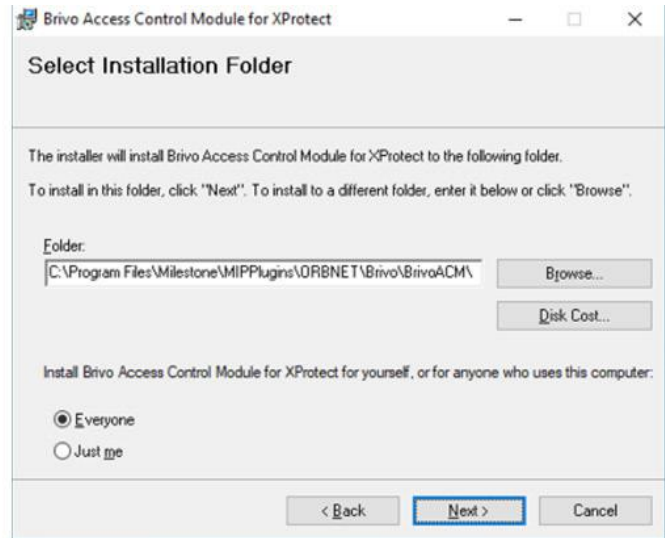 Brivo Access Control Module for XProtect
Select Installation Folder
The installer will install Brivo Access Control Module for XProtect to the following folder.
To install in this folder, click "Next". To install to a different folder, enter it below or click "Browse".
Folder:
C:\Program Files\Milestone\MIPPlugins\ORBNET\Brivo\BrivoACM\
Browse...
Disk Cost...
Install Brivo Access Control Module for XProtect for yourself, or for anyone who uses this computer:
Everyone
Just me
< Back
Next >
Cancel